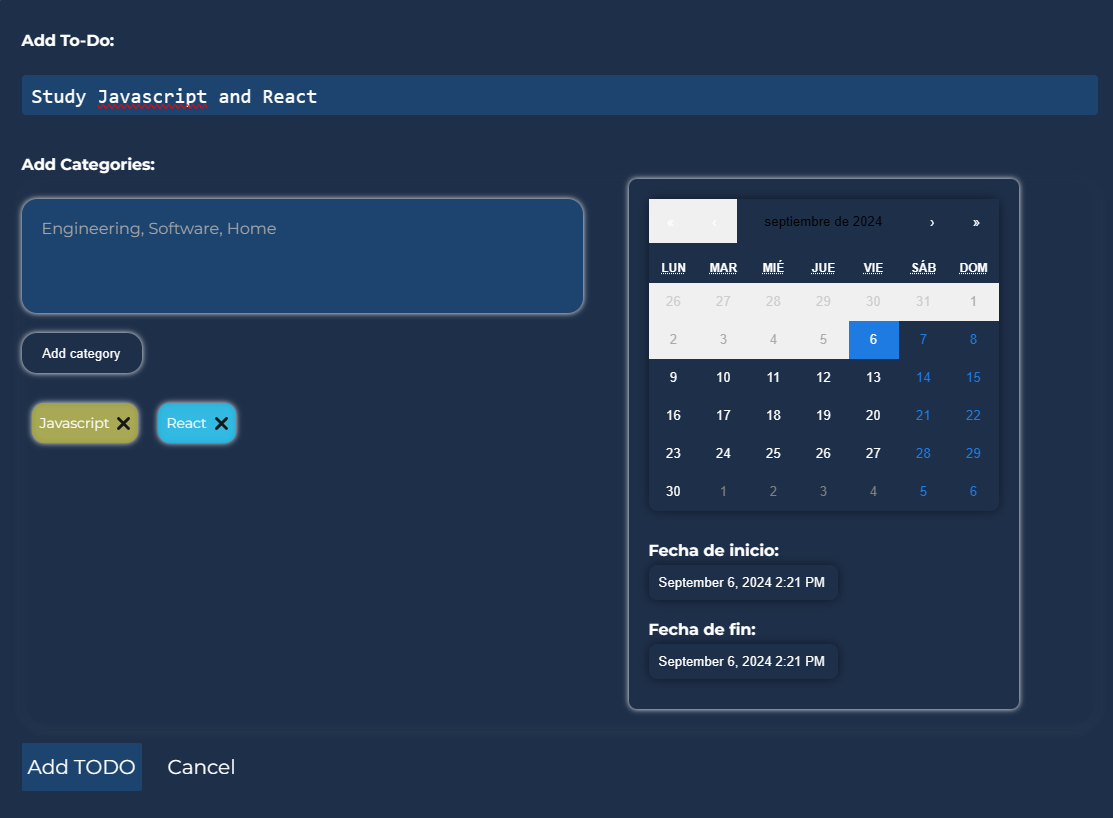 Add To-Do:
Study Javascript and React
Add Categories:
Engineering, Software, Home
Add category
Javascript ✕ React ✕
« ‹ septiembre de 2024 › »
LUN MAR MIÉ JUE VIE SÁB DOM
26 27 28 29 30 31 1
2 3 4 5 6 7 8
9 10 11 12 13 14 15
16 17 18 19 20 21 22
23 24 25 26 27 28 29
30 1 2 3 4 5 6
Fecha de inicio:
September 6, 2024 2:21 PM
Fecha de fin:
September 6, 2024 2:21 PM
Add TODO Cancel